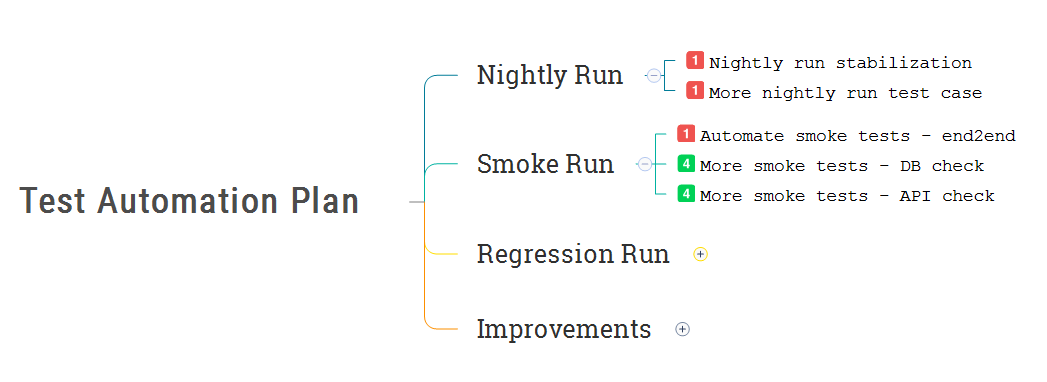 Test Automation Plan
Nightly Run
1 Nightly run stabilization
1 More nightly run test case
Smoke Run
1 Automate smoke tests - end2end
4 More smoke tests - DB check
4 More smoke tests - API check
Regression Run
Improvements